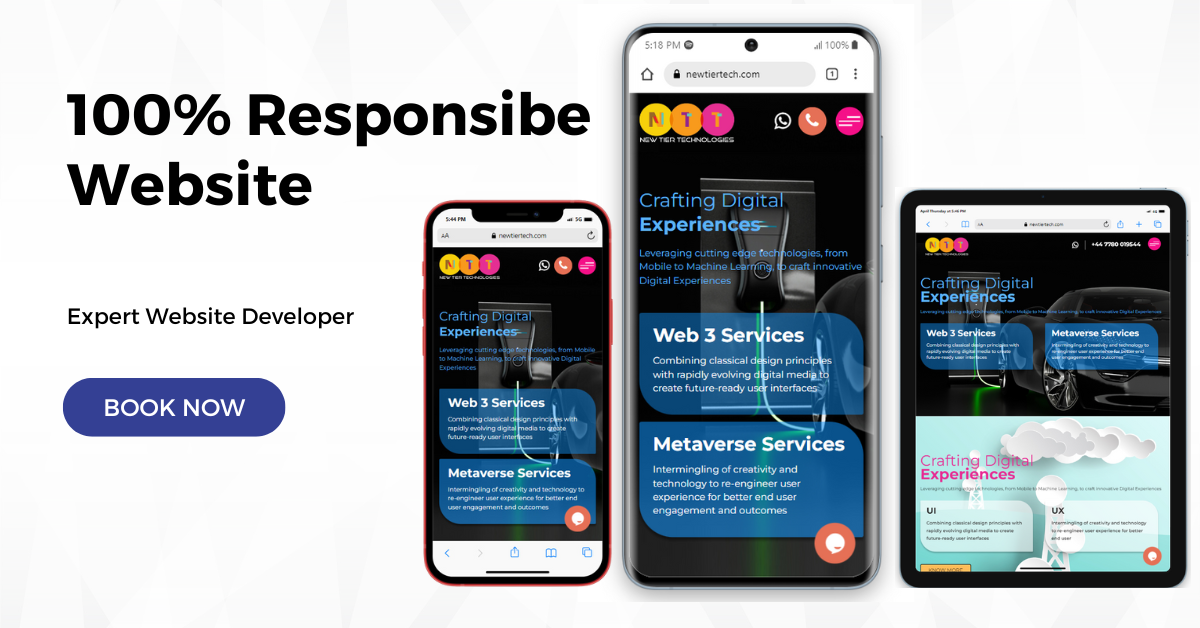 100% Responsibe
Website
Expert Website Developer
BOOK NOW
5:44 PM
5G
AA
newtiertech.com
N T T
NEW TIER TECHNOLOGIES
Crafting Digital
Experiences
Leveraging cutting edge technologies, from Mobile
to Machine Learning, to craft innovative Digital
Experiences
Web 3 Services
Combining classical design principles with
rapidly evolving digital media to create
future-ready user interfaces
Metaverse Services
Intermingling of creativity and technology to
re-engineer user experience for better end
user engagement and outcomes
5:18 PM
100%
newtiertech.com
1
N T T
NEW TIER TECHNOLOGIES
Crafting Digital
Experiences
Leveraging cutting edge technologies, from
Mobile to Machine Learning, to craft innovative
Digital Experiences
Web 3 Services
Combining classical design principles
with rapidly evolving digital media to
create future-ready user interfaces
Metaverse Services
Intermingling of creativity and
technology to re-engineer user
experience for better end user
engagement and outcomes
4G
AA
newtiertech.com
N T T
NEW TIER TECHNOLOGIES
+44 7780 019544
Crafting Digital
Experiences
Leveraging cutting edge technologies, from Mobile to Machine Learning, to craft innovative Digital Experiences
Web 3 Services
Combining classical design principles with
rapidly evolving digital media to create
future-ready user interfaces
Metaverse Services
Intermingling of creativity and technology to
re-engineer user experience for better end
user engagement and outcomes
Crafting Digital
Experiences
Leveraging cutting edge technologies, from Mobile to Machine Learning, to craft innovative Digital Experiences
UI
Combining classical design principles with
rapidly evolving digital media to create
future-ready user interfaces
UX
Intermingling of creativity and technology
to re-engineer user experience for better
end user
KNOW MORE